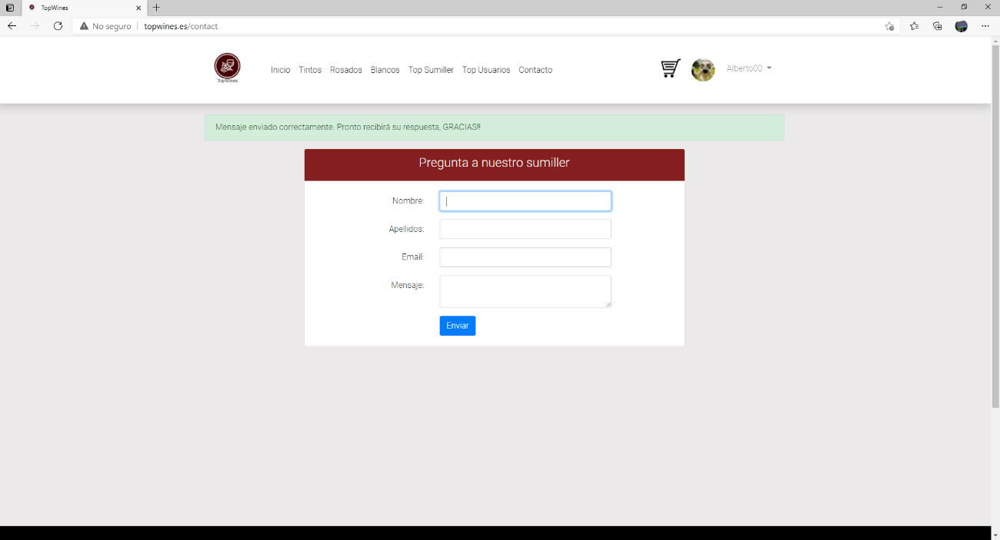 TopWines
No seguro topwines.es/contact
TopWines
Inicio Tintos Rosados Blancos Top Sumiller Top Usuarios Contacto
Alberto00
Mensaje enviado correctamente. Pronto recibirá su respuesta, GRACIAS!!
Pregunta a nuestro sumiller
Nombre:
Apellidos:
Email:
Mensaje:
Enviar